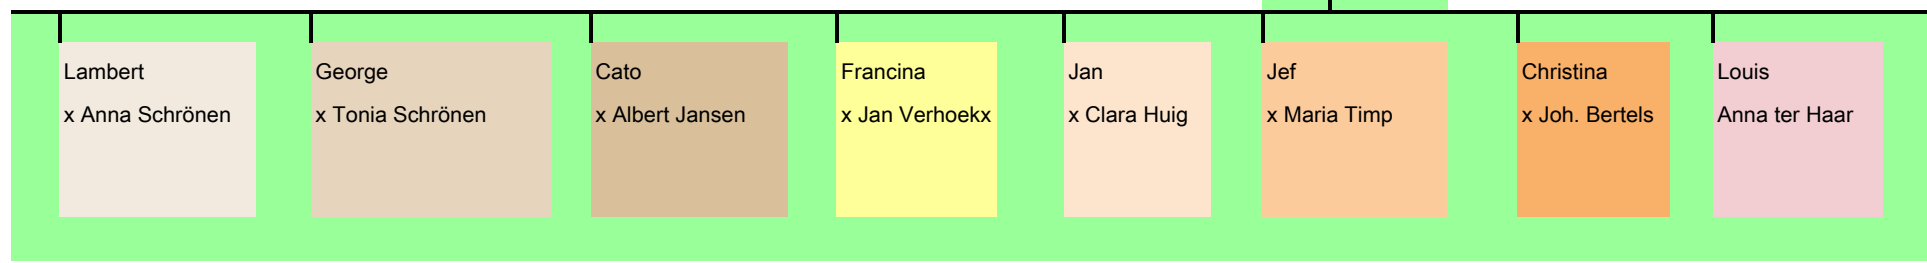 Lambert
x Anna Schrönen
George
x Tonia Schrönen
Cato
x Albert Jansen
Francina
x Jan Verhoekx
Jan
x Clara Huig
Jef
x Maria Timp
Christina
x Joh. Bertels
Louis
Anna ter Haar